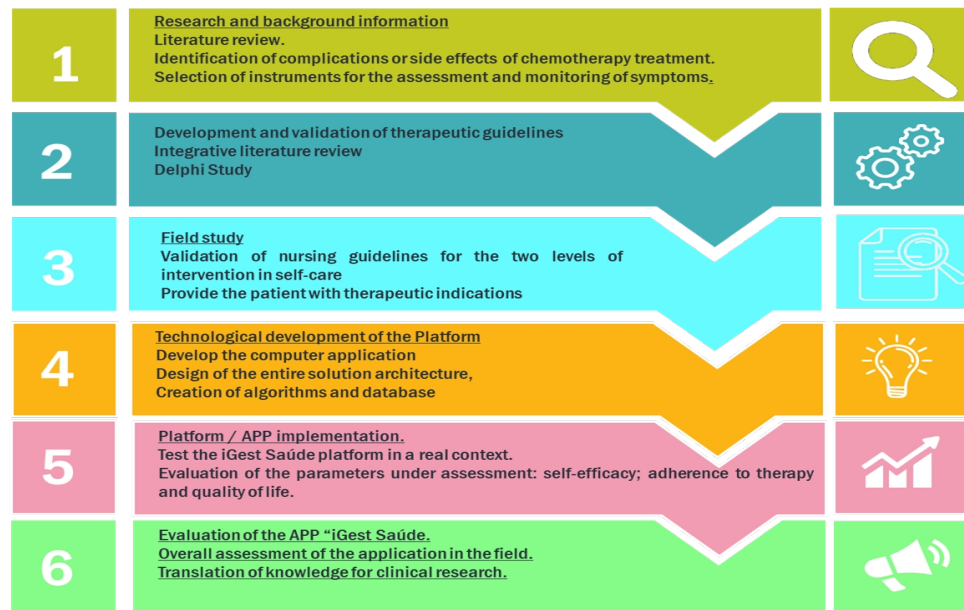 1
Research and background information
Literature review.
Identification of complications or side effects of chemotherapy treatment.
Selection of instruments for the assessment and monitoring of symptoms.
2
Development and validation of therapeutic guidelines
Integrative literature review
Delphi Study
3
Field study
Validation of nursing guidelines for the two levels of
intervention in self-care
Provide the patient with therapeutic indications
4
Technological development of the Platform
Develop the computer application
Design of the entire solution architecture,
Creation of algorithms and database
5
Platform / APP implementation.
Test the iGest Saúde platform in a real context.
Evaluation of the parameters under assessment: self-efficacy; adherence to therapy
and quality of life.
6
Evaluation of the APP “iGest Saúde.
Overall assessment of the application in the field.
Translation of knowledge for clinical research.